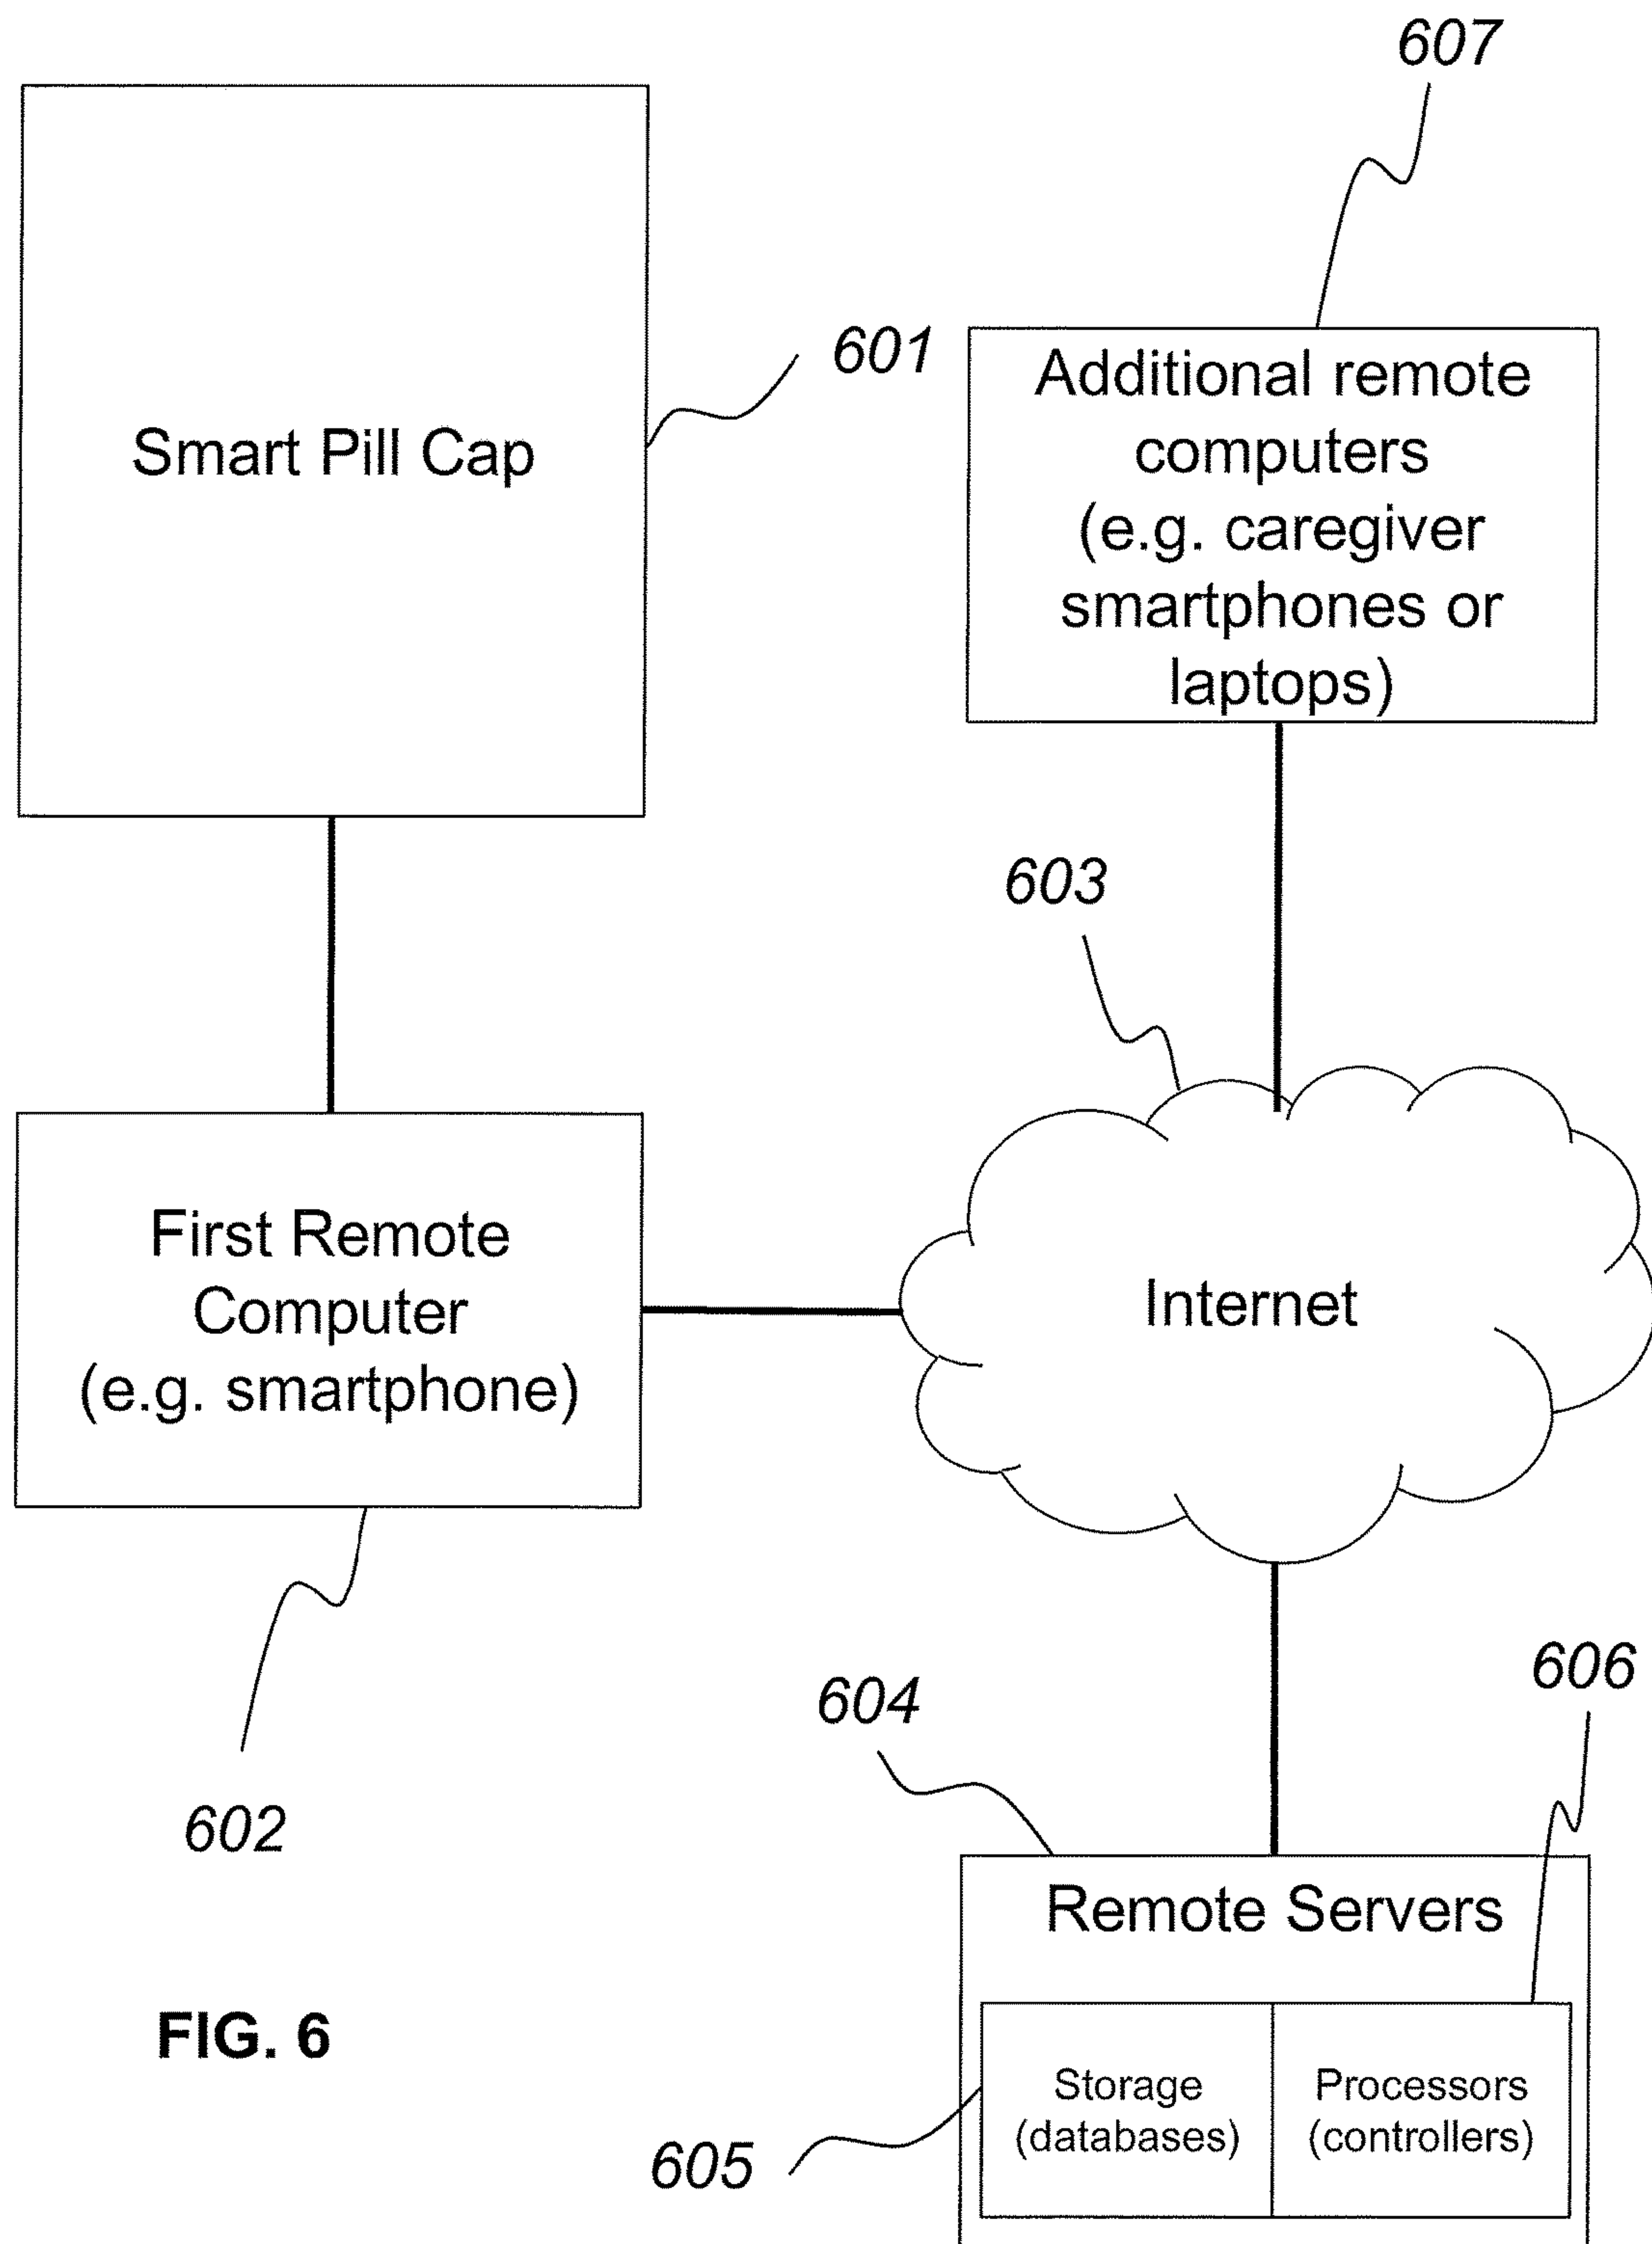 607
601
Smart Pill Cap
Additional remote
computers
(e.g. caregiver
smartphones or
laptops)
603
First Remote
Computer
(e.g. smartphone)
Internet
602
604
606
Remote Servers
FIG. 6
Storage
(databases)
Processors
(controllers)
605